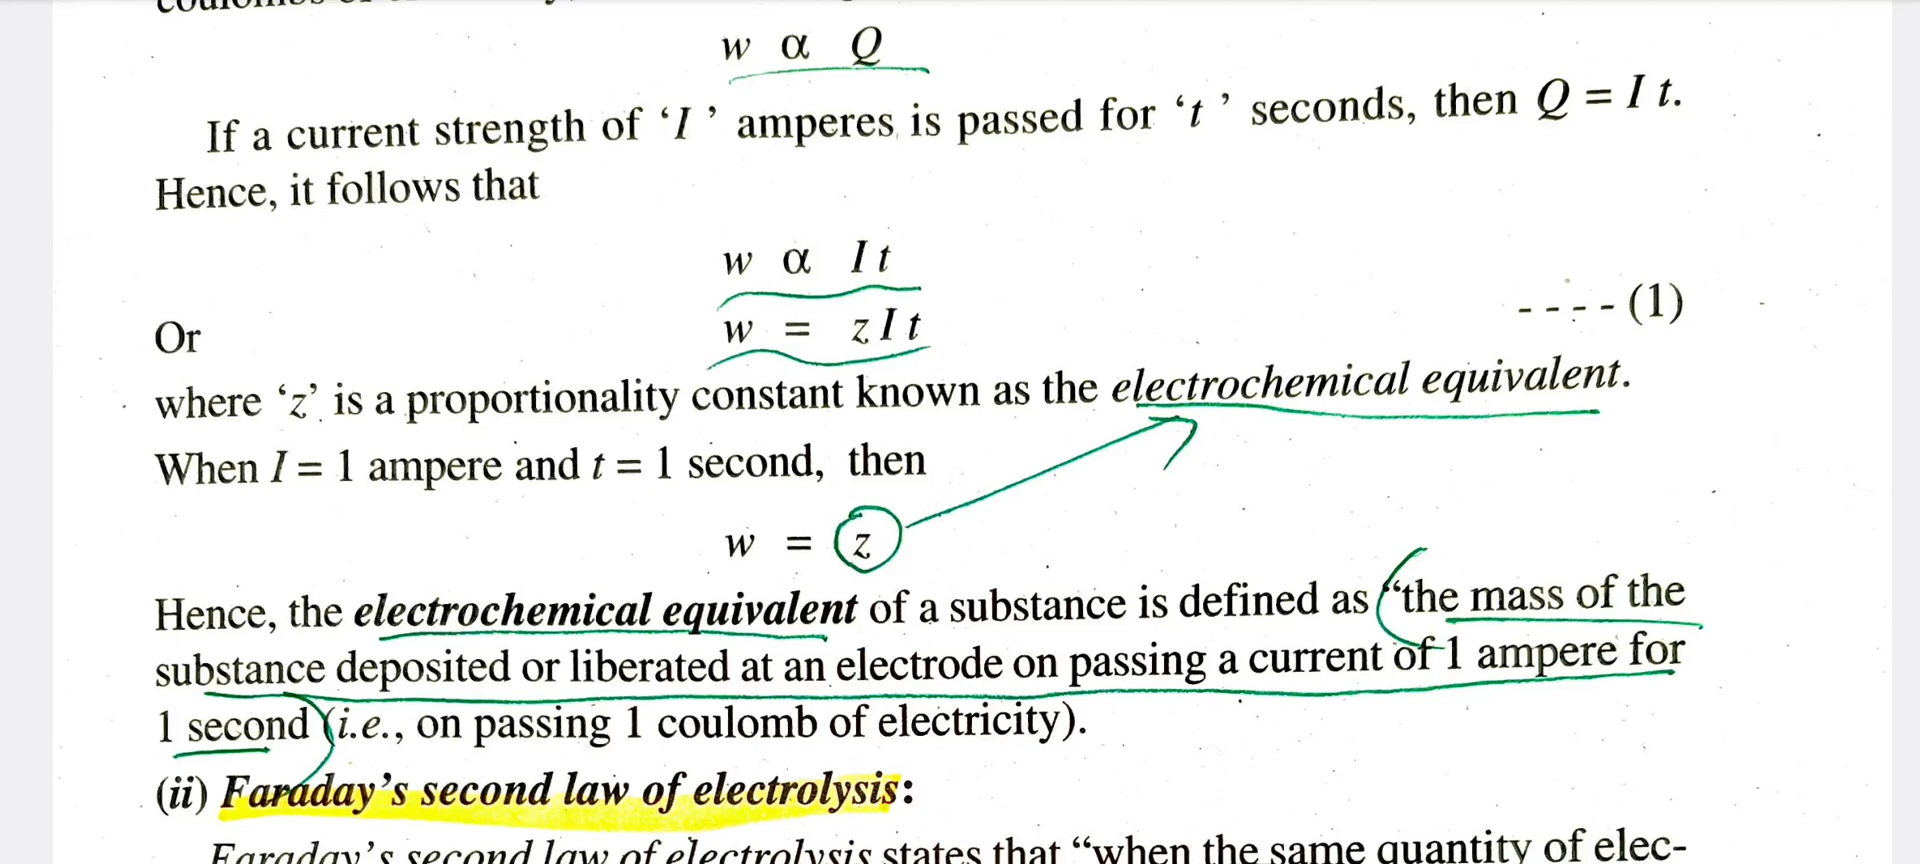 w α Q
If a current strength of ‘I’ amperes is passed for ‘t’ seconds, then Q = I t.
Hence, it follows that
w α I t
Or w = z I t - - - - (1)
where ‘z’ is a proportionality constant known as the electrochemical equivalent.
When I = 1 ampere and t = 1 second, then
w = z
Hence, the electrochemical equivalent of a substance is defined as “the mass of the
substance deposited or liberated at an electrode on passing a current of 1 ampere for
1 second (i.e., on passing 1 coulomb of electricity).
(ii) Faraday’s second law of electrolysis:
Faraday’s second law of electrolysis states that “when the same quantity of elec-